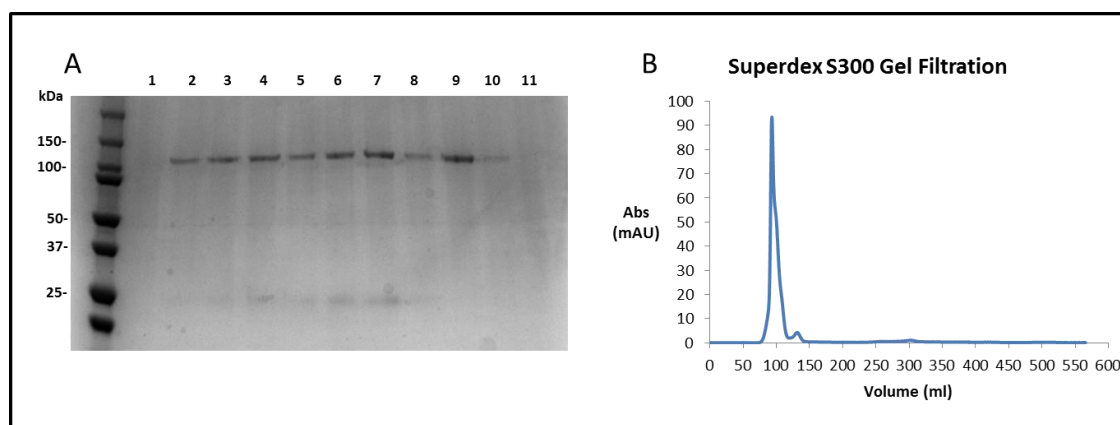 A
1 2 3 4 5 6 7 8 9 10 11
kDa
150-
100-
50-
37-
25-
B
Superdex S300 Gel Filtration
100
90
80
70
60
50
40
30
20
10
0
Abs
(mAU)
0 50 100 150 200 250 300 350 400 450 500 550 600
Volume (ml)